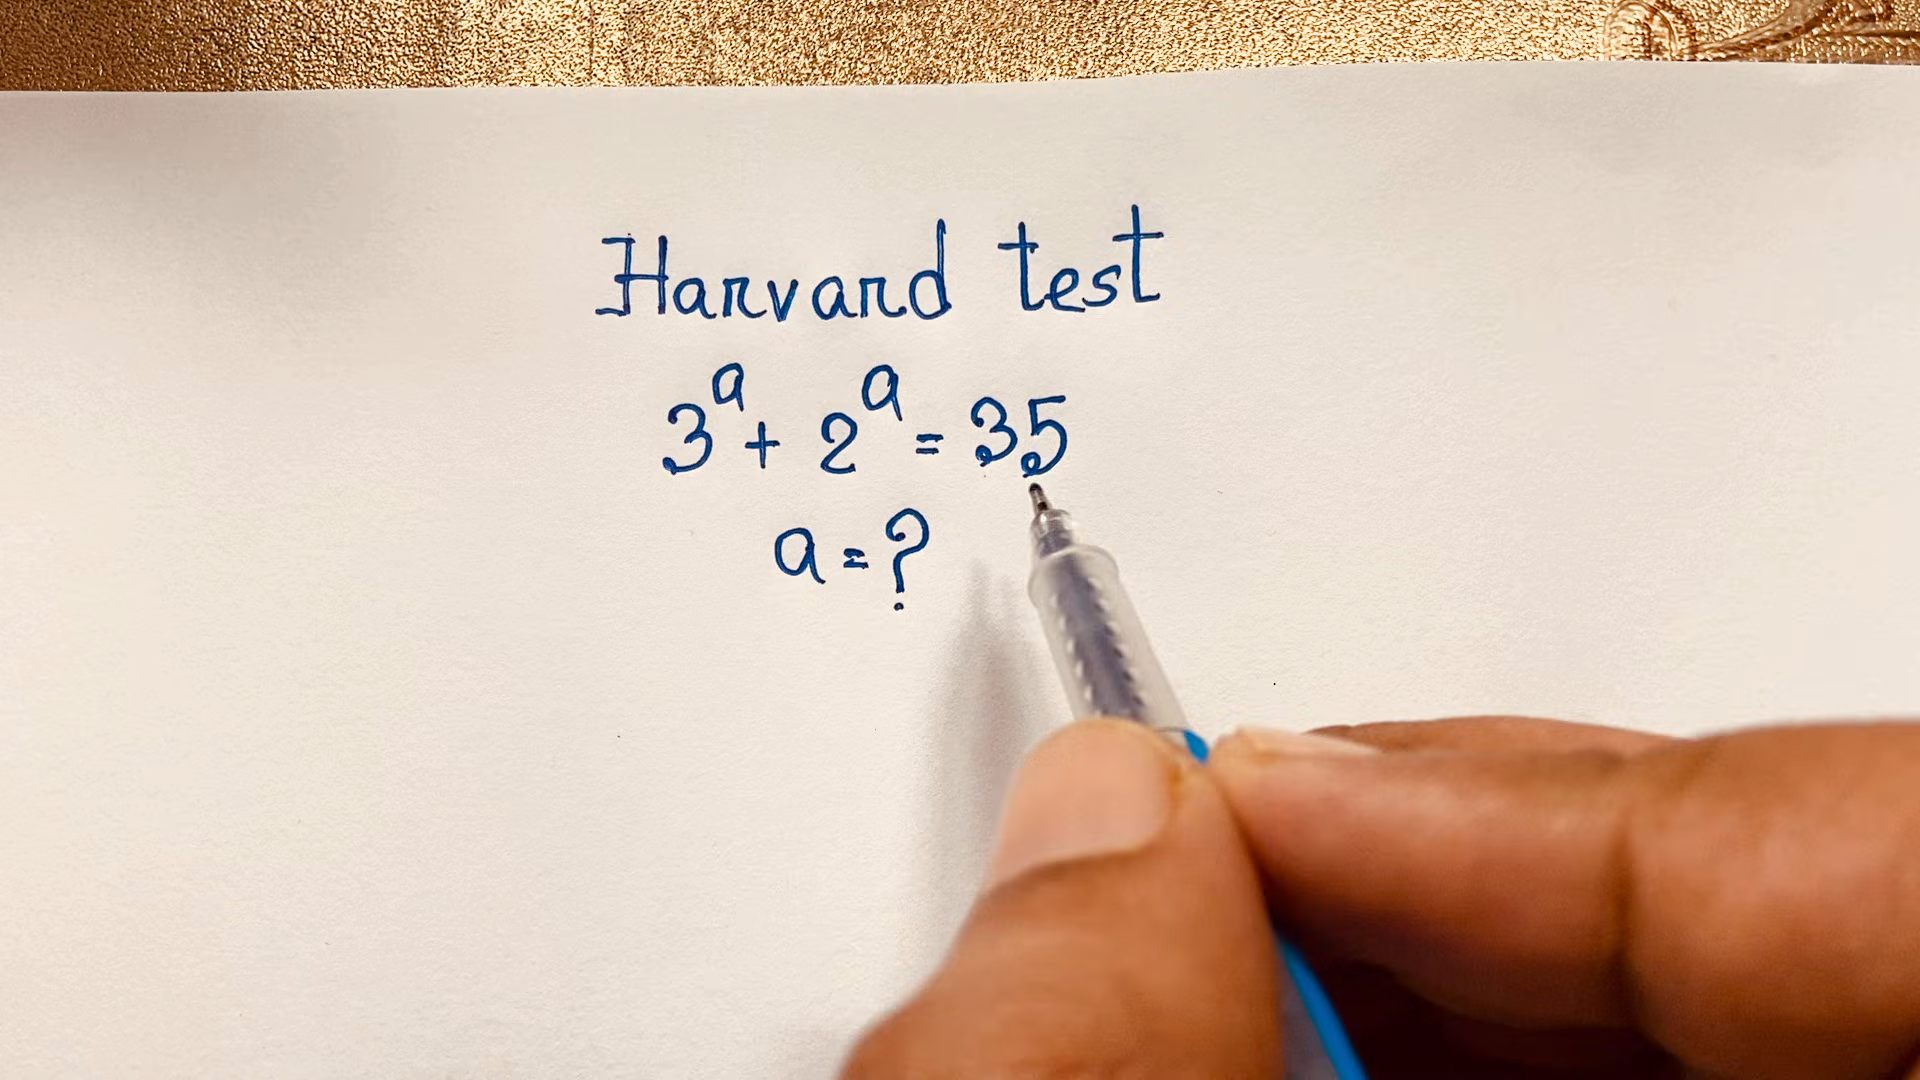 Harvard test
3^a + 2^a = 35
a = ?